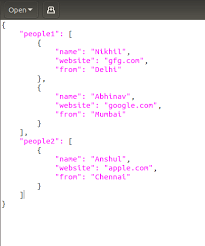 Open
{
    "people1": [
        {
            "name": "Nikhil",
            "website": "gfg.com",
            "from": "Delhi"
        },
        {
            "name": "Abhinav",
            "website": "google.com",
            "from": "Mumbai"
        }
    ],
    "people2": [
        {
            "name": "Anshul",
            "website": "apple.com",
            "from": "Chennai"
        }
    ]
}